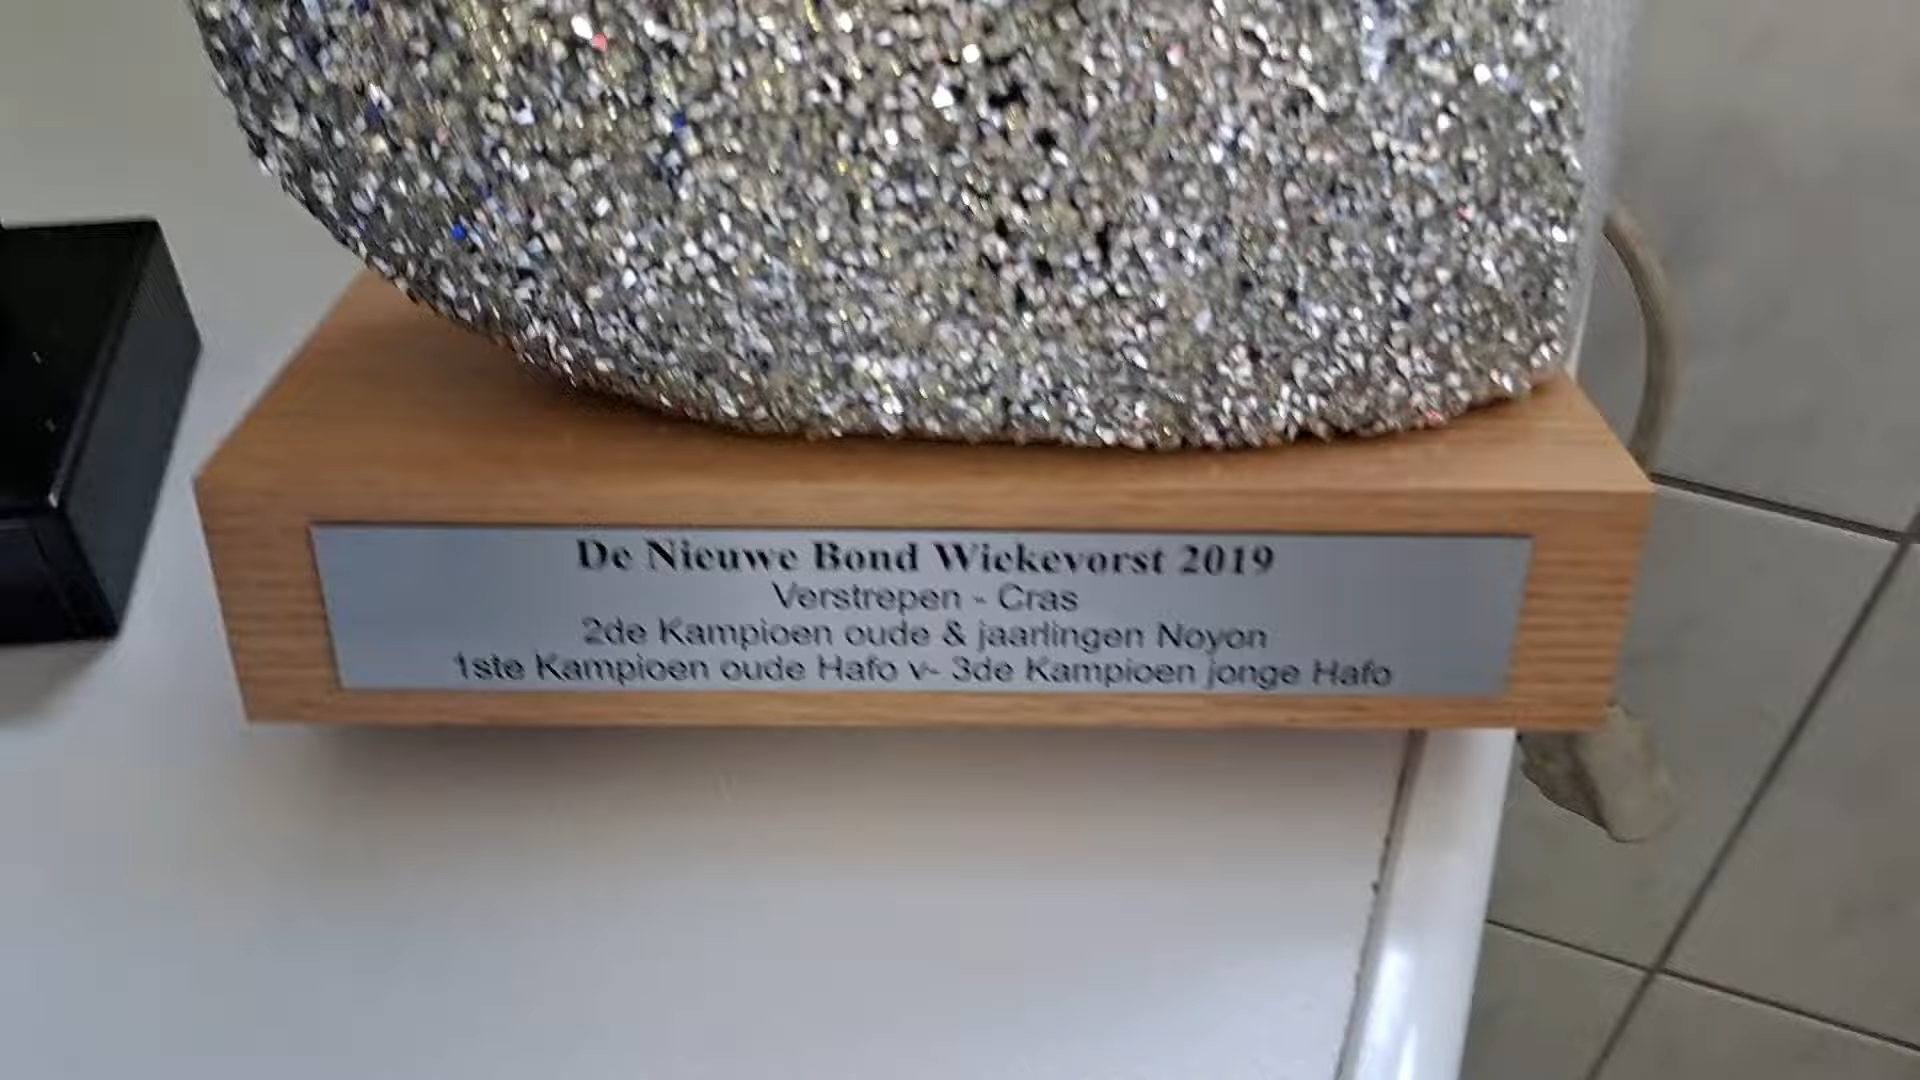 De Nieuwe Bond Wiekevorst 2019
Verstrepen - Cras
2de Kampioen oude & jaarlingen Noyon
1ste Kampioen oude Hafo v- 3de Kampioen jonge Hafo